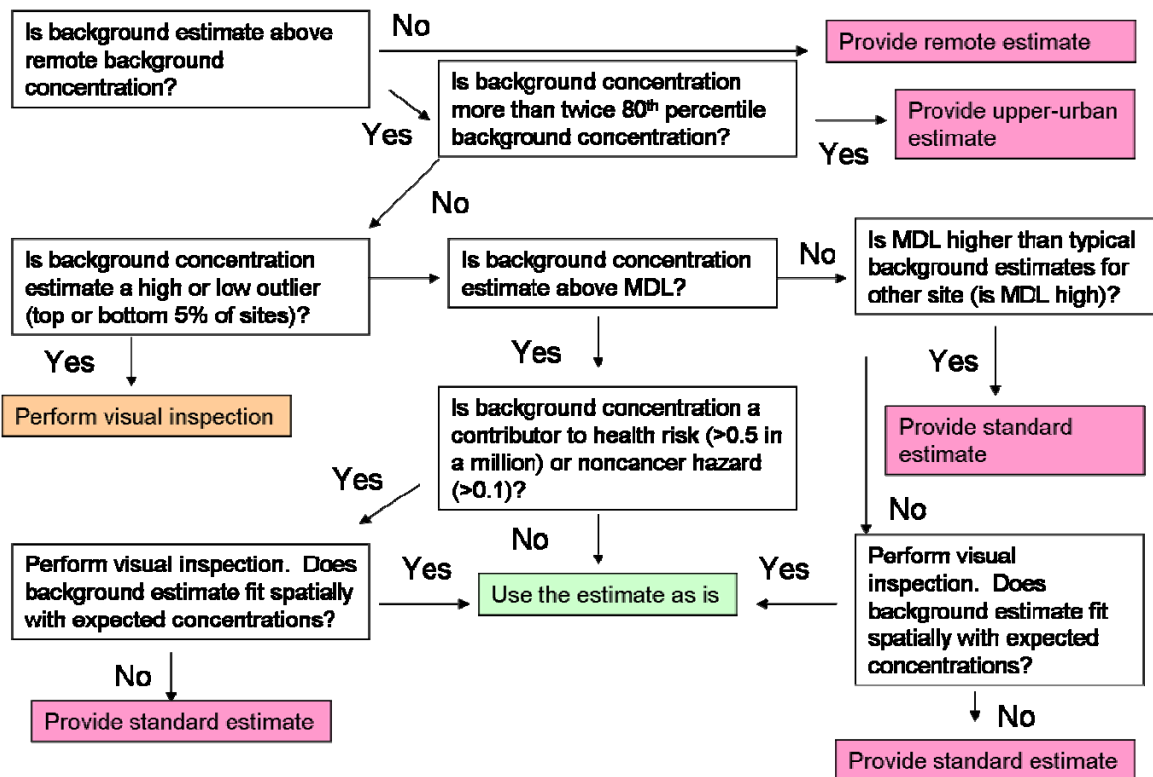 Is background estimate above
remote background
concentration?
No
Provide remote estimate
Yes
Is background concentration
more than twice 80th percentile
background concentration?
Yes
Provide upper-urban
estimate
No
Is background concentration
estimate a high or low outlier
(top or bottom 5% of sites)?
Is background concentration
estimate above MDL?
No
Is MDL higher than typical
background estimates for
other site (is MDL high)?
Yes
Perform visual inspection
Yes
Yes
Provide standard
estimate
Is background concentration a
contributor to health risk (>0.5 in
a million) or noncancer hazard
(>0.1)?
Yes
No
No
Perform visual inspection. Does
background estimate fit spatially
with expected concentrations?
Yes
Use the estimate as is
Yes
Perform visual
inspection. Does
background estimate fit
spatially with expected
concentrations?
No
Provide standard estimate
No
Provide standard estimate